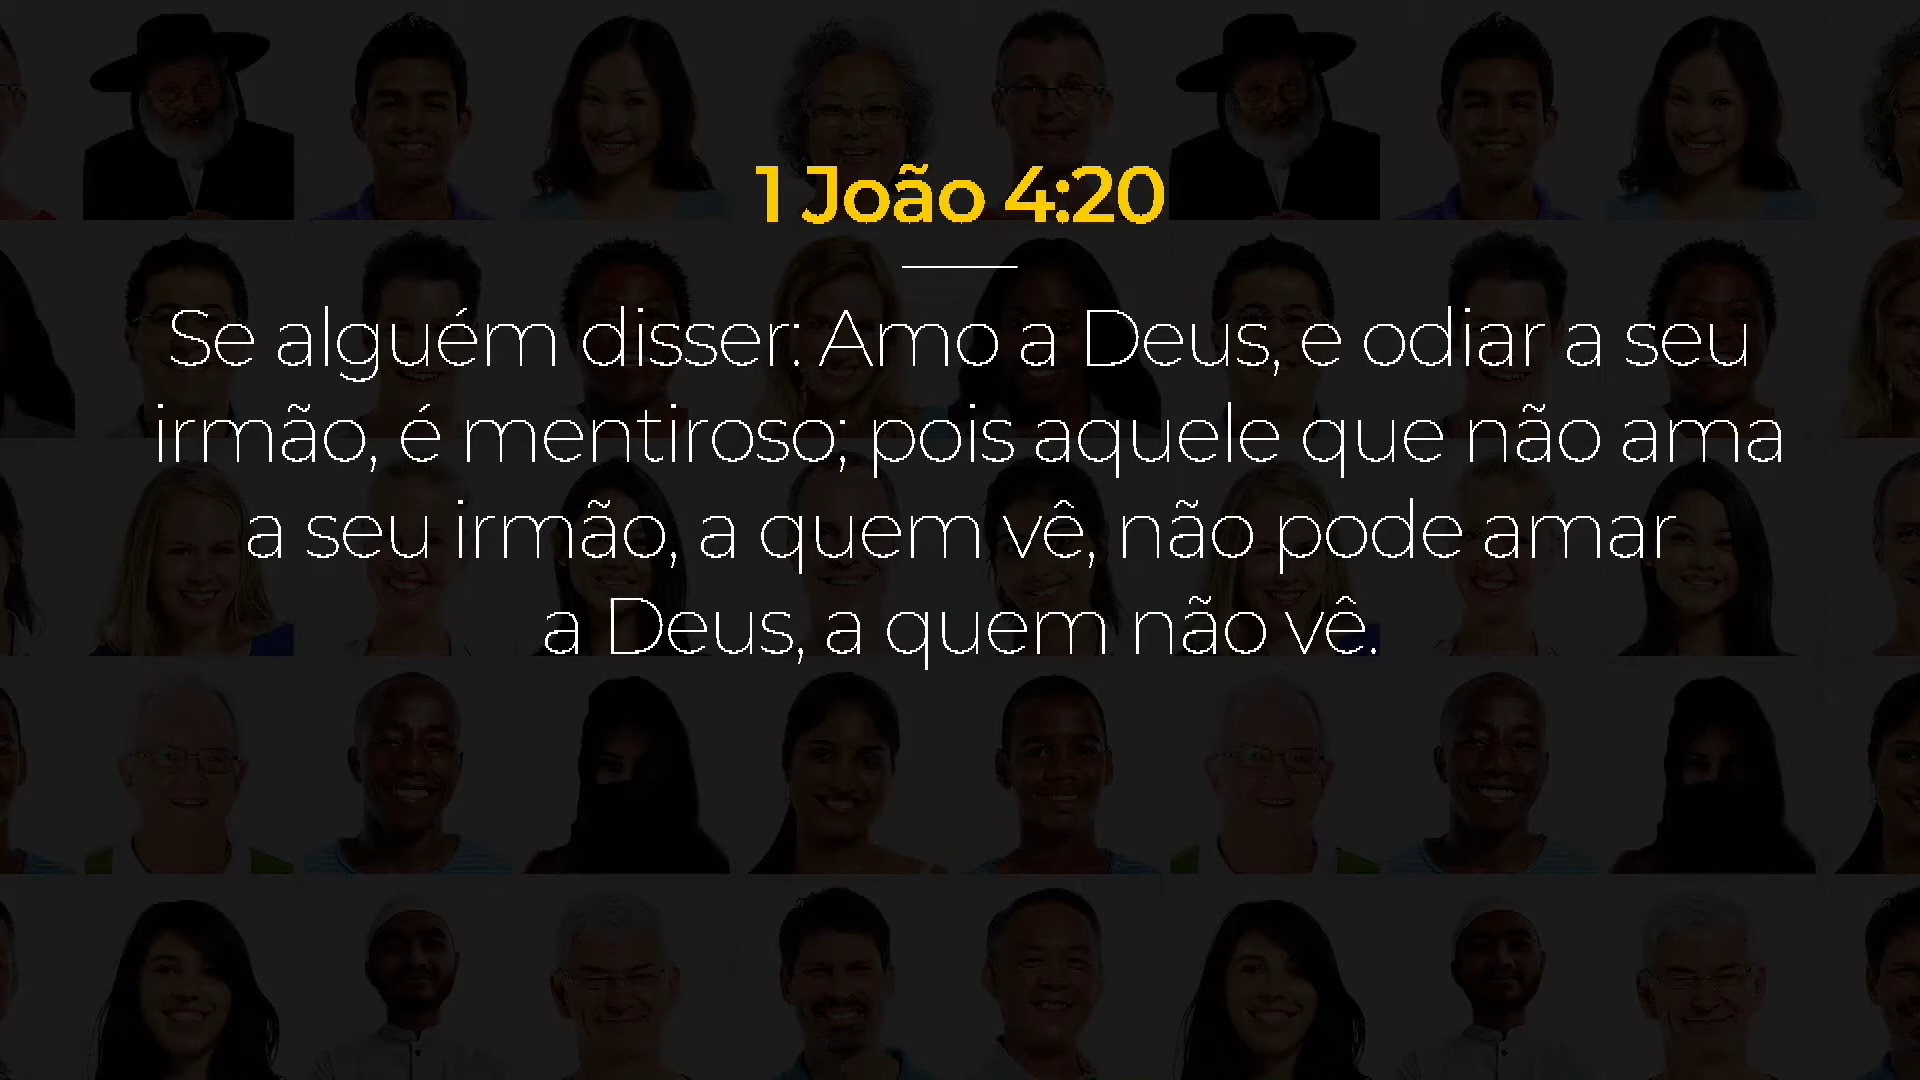 1 João 4:20
Se alguém disser: Amo a Deus, e odiar a seu
irmão, é mentiroso; pois aquele que não ama
a seu irmão, a quem vê, não pode amar
a Deus, a quem não vê.